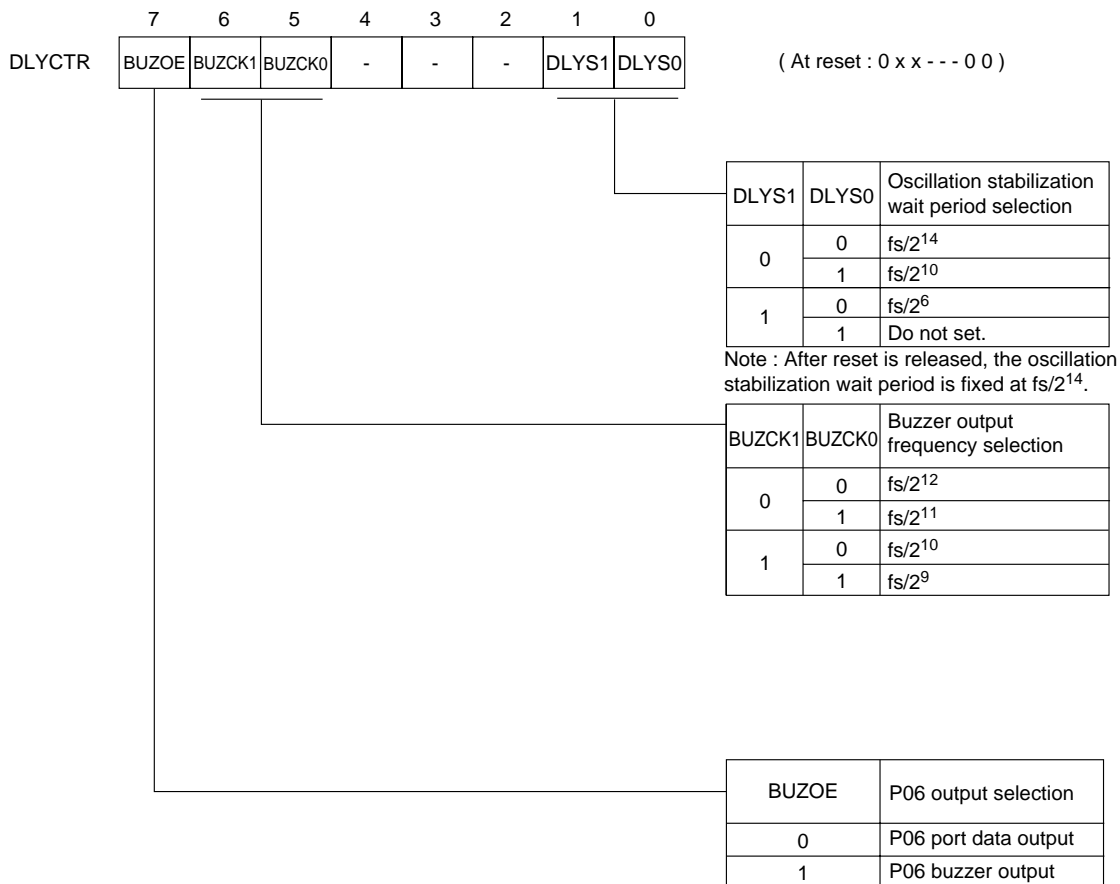 7 6 5 4 3 2 1 0
DLYCTR BUZOE BUZCK1 BUZCK0 - - - DLYS1 DLYS0 ( At reset : 0 x x - - - 0 0 )
DLYS1 DLYS0 Oscillation stabilization
wait period selection
0 0 fs/2^14
1 fs/2^10
1 0 fs/2^6
1 Do not set.
Note : After reset is released, the oscillation
stabilization wait period is fixed at fs/2^14.
BUZCK1 BUZCK0 Buzzer output
frequency selection
0 0 fs/2^12
1 fs/2^11
1 0 fs/2^10
1 fs/2^9
BUZOE P06 output selection
0 P06 port data output
1 P06 buzzer output